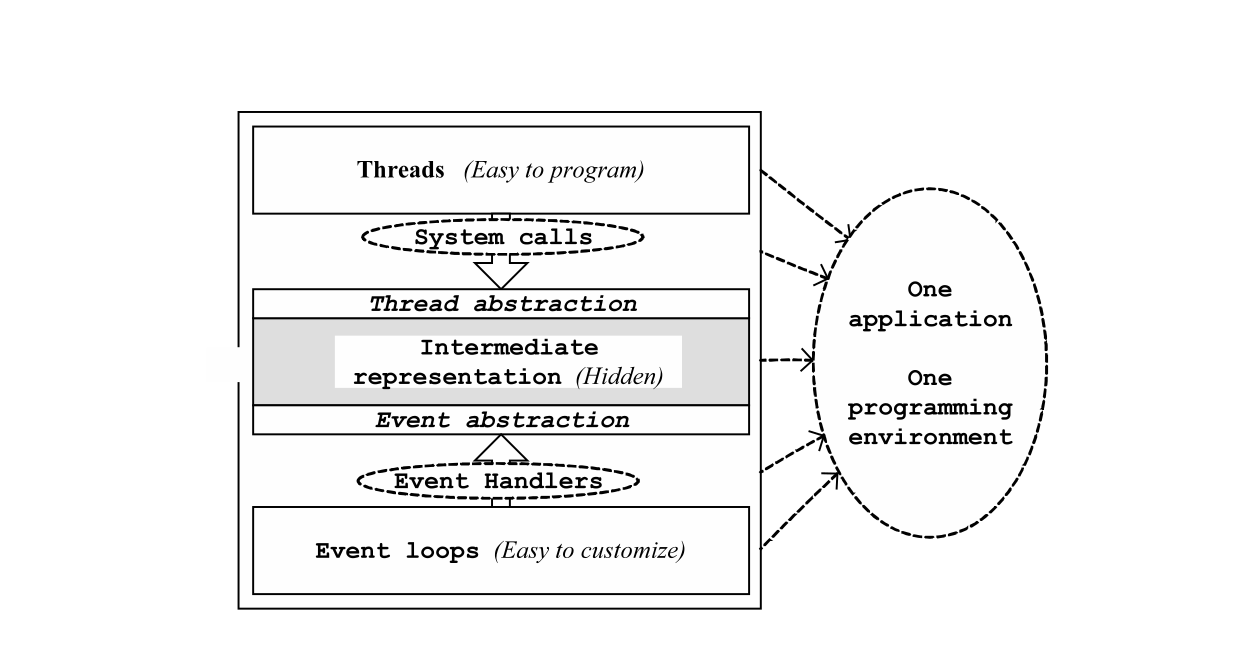 Threads (Easy to program)
System calls
Thread abstraction
Intermediate
representation (Hidden)
Event abstraction
Event Handlers
Event loops (Easy to customize)
One
application
One
programming
environment